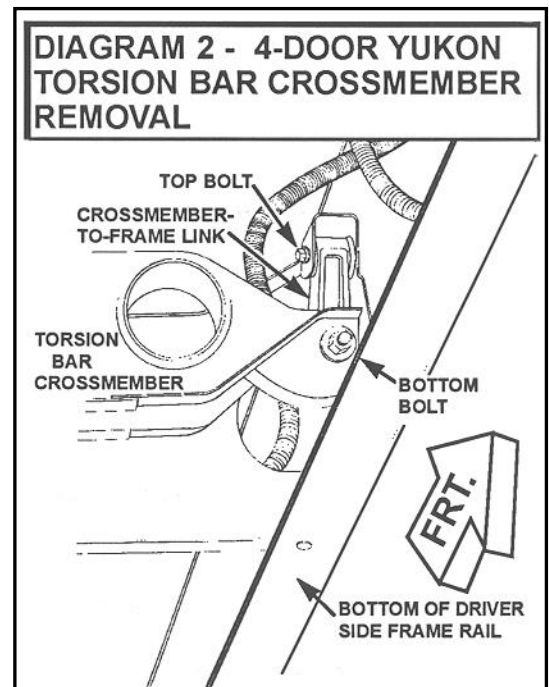 DIAGRAM 2 - 4-DOOR YUKON
TORSION BAR CROSSMEMBER
REMOVAL
TOP BOLT
CROSSMEMBER-
TO-FRAME LINK
TORSION
BAR
CROSSMEMBER
BOTTOM
BOLT
FRT.
BOTTOM OF DRIVER
SIDE FRAME RAIL